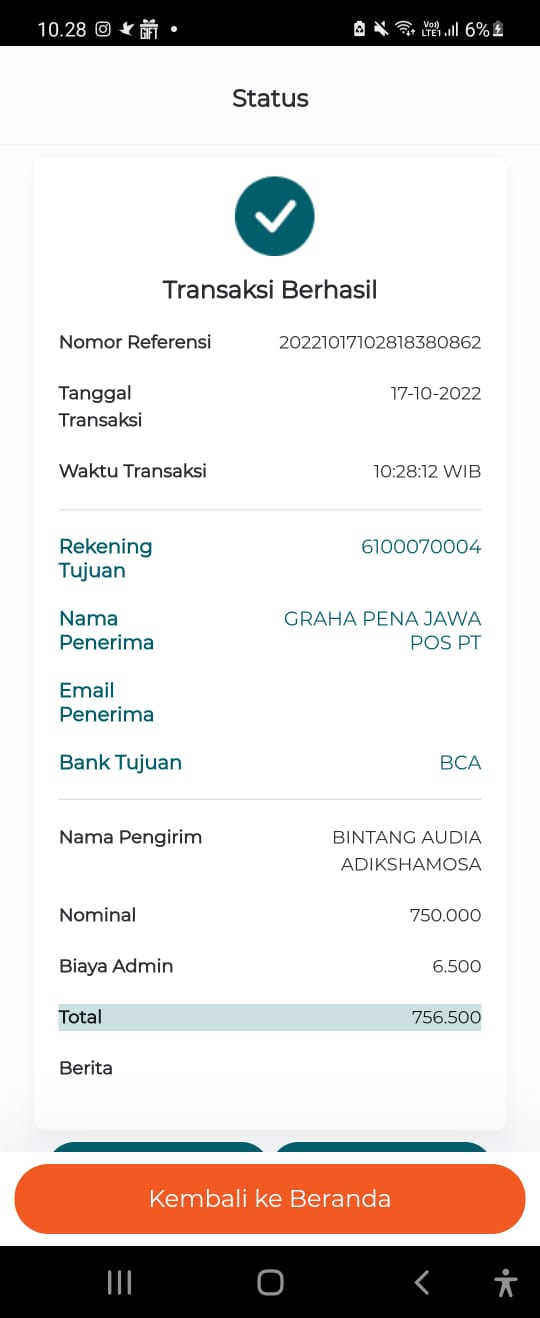 10.28 GIFT Vo)) LTE1 6%
Status
Transaksi Berhasil
Nomor Referensi 20221017102818380862
Tanggal 17-10-2022
Transaksi
Waktu Transaksi 10:28:12 WIB
Rekening 6100070004
Tujuan
Nama GRAHA PENA JAWA
Penerima POS PT
Email
Penerima
Bank Tujuan BCA
Nama Pengirim BINTANG AUDIA
ADIKSHAMOSA
Nominal 750.000
Biaya Admin 6.500
Total 756.500
Berita
Kembali ke Beranda